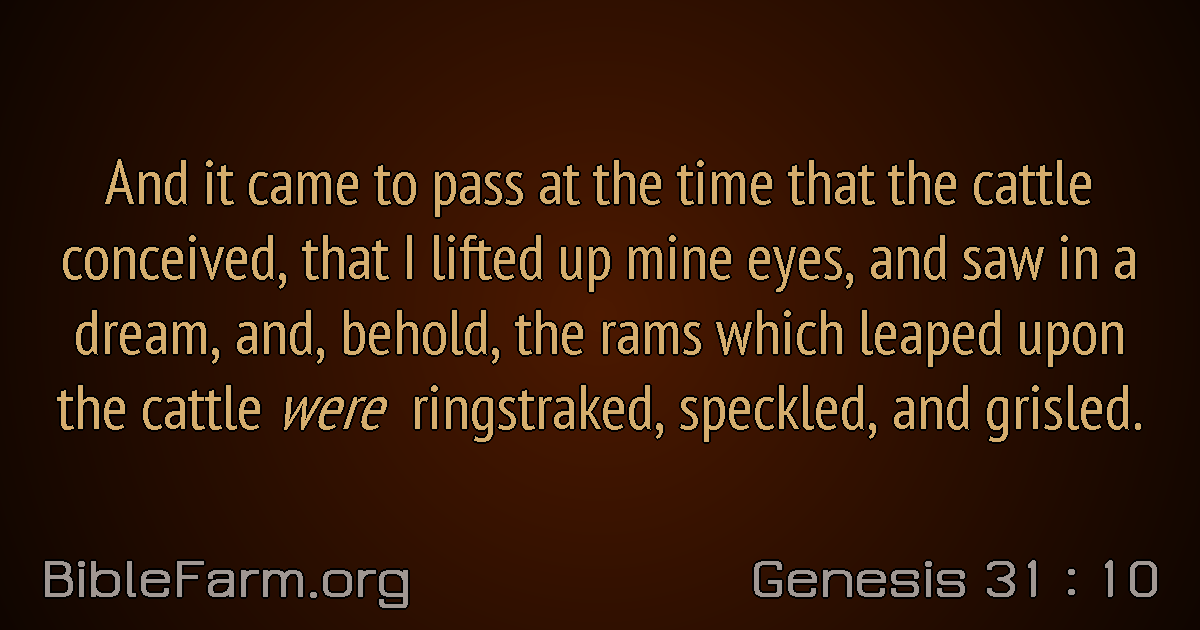 And it came to pass at the time that the cattle
conceived, that I lifted up mine eyes, and saw in a
dream, and, behold, the rams which leaped upon
the cattle were ringstraked, speckled, and grisled.
BibleFarm.org
Genesis 31 : 10